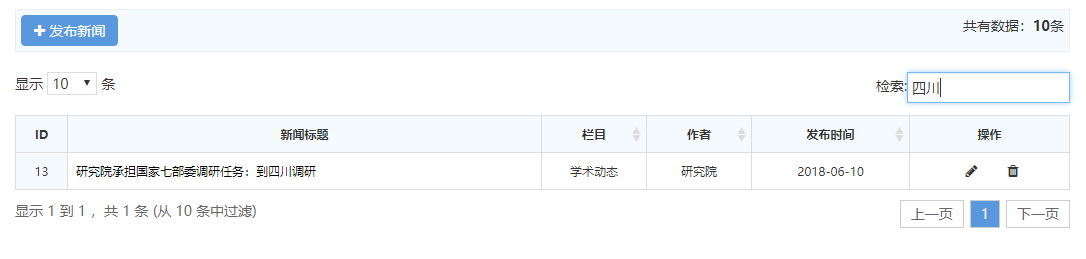 发布新闻
共有数据：10条
显示 10 条
检索:四川
ID 新闻标题 栏目 作者 发布时间 操作
13 研究院承担国家七部委调研任务：到四川调研 学术动态 研究院 2018-06-10
显示 1 到 1 ，共 1 条 (从 10 条中过滤)
上一页 1 下一页